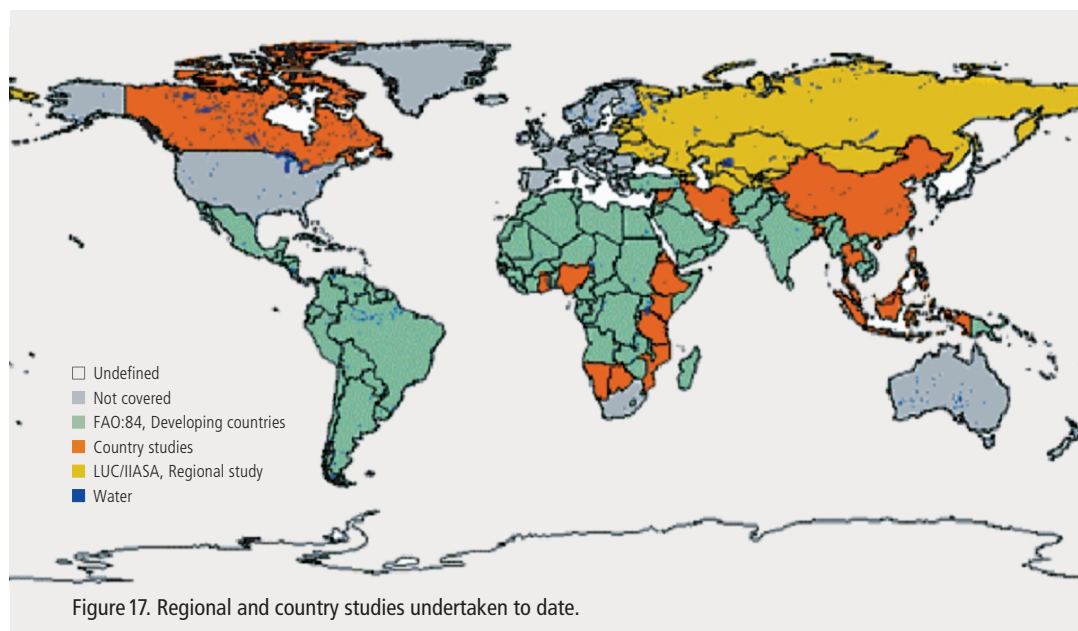 Undefined
Not covered
FAO:84, Developing countries
Country studies
LUC/IIASA, Regional study
Water
Figure 17. Regional and country studies undertaken to date.